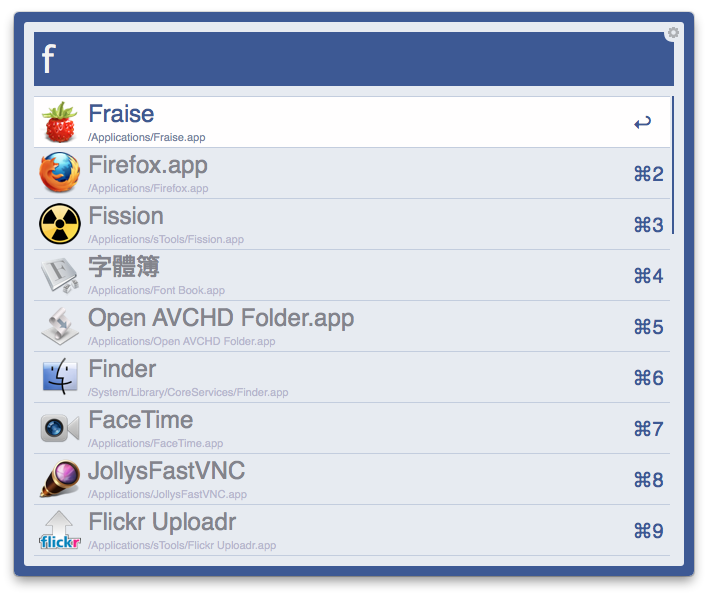 f
Fraise
/Applications/Fraise.app
↩
Firefox.app
/Applications/Firefox.app
⌘2
Fission
/Applications/sTools/Fission.app
⌘3
字體簿
/Applications/Font Book.app
⌘4
Open AVCHD Folder.app
/Applications/Open AVCHD Folder.app
⌘5
Finder
/System/Library/CoreServices/Finder.app
⌘6
FaceTime
/Applications/FaceTime.app
⌘7
JollysFastVNC
/Applications/JollysFastVNC.app
⌘8
flickr
Flickr Uploadr
/Applications/sTools/Flickr Uploadr.app
⌘9